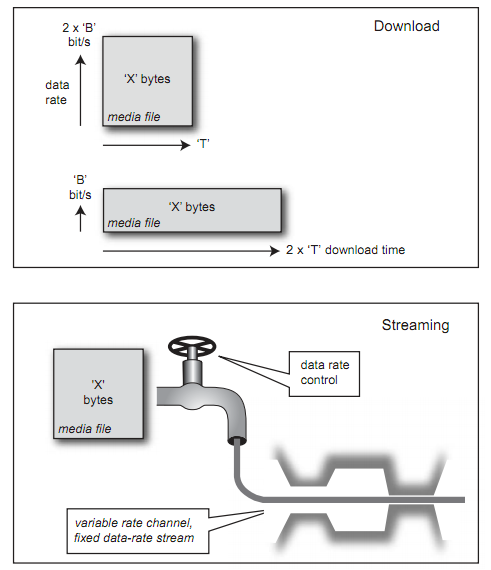 Download
2 x ‘B’
bit/s
data
rate
‘X’ bytes
media file
‘T’
‘B’
bit/s
‘X’ bytes
media file
2 x ‘T’ download time
Streaming
'X'
bytes
media file
data rate
control
variable rate channel,
fixed data-rate stream